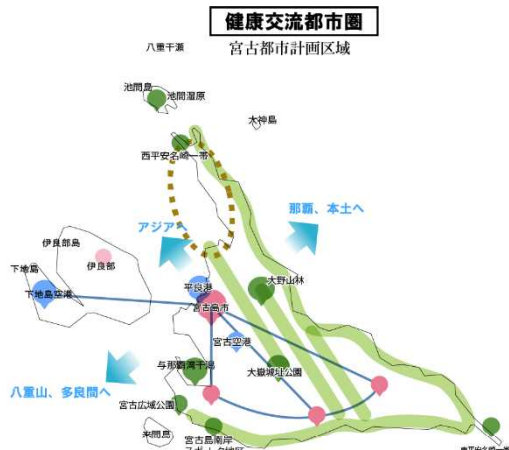 健康交流都市圏
宮古都市計画区域
八重干瀬
池間島
池間湿原
大神島
西平安名崎一帯
那覇、本土へ
アジアへ
伊良部島
伊良部
下地島
下地島空港
平良港
大野山林
宮古島市
宮古空港
与那覇湾干潟
大嶽城址公園
八重山、多良間へ
宮古広域公園
来間島
宮古島南岸